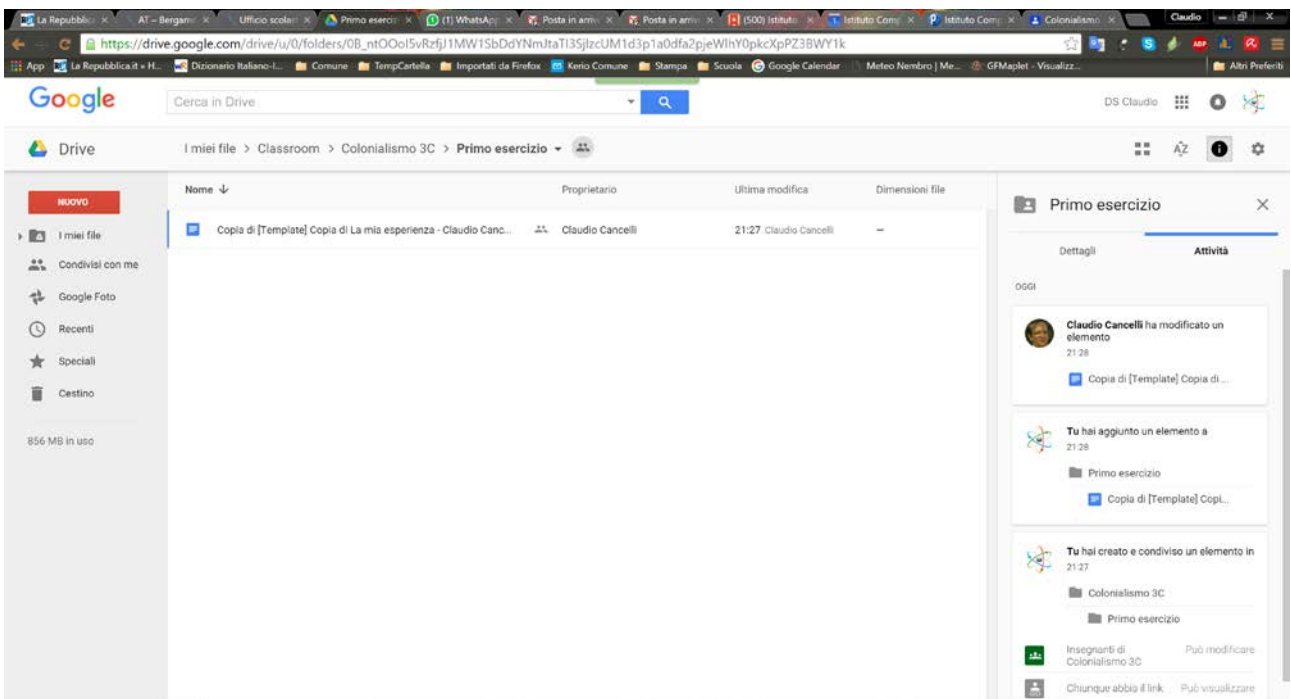 La Repubblic
AT – Bergam
Ufficio scolas
Primo eserciz
(1) WhatsApp
Posta in arriv
Posta in arriv
(500) Istituto
Istituto Comp
Istituto Comp
Colonialismo
Claudio
https://drive.google.com/drive/u/0/folders/
App
La Repubblica.it » H...
Dizionario Italiano-I...
Comune
TempCartella
Importati da Firefox
Kerio Comune
Stampa
Scuola
Google Calendar
Meteo Nembro | Me...
GFMaplet - Visualizz...
Altri Preferiti
Google
Cerca in Drive
DS Claudio
Drive
I miei file > Classroom > Colonialismo 3C > Primo esercizio
AZ
NUOVO
I miei file
Condivisi con me
Google Foto
Recenti
Speciali
Cestino
856 MB in uso
Nome
Proprietario
Ultima modifica
Dimensioni file
Copia di [Template] Copia di La mia esperienza - Claudio Canc...
Claudio Cancelli
21:27 Claudio Cancelli
–
Primo esercizio
Dettagli
Attività
OGGI
Claudio Cancelli ha modificato un
elemento
21:28
Copia di [Template] Copia di ...
Tu hai aggiunto un elemento a
21:28
Primo esercizio
Copia di [Template] Copi...
Tu hai creato e condiviso un elemento in
21:27
Colonialismo 3C
Primo esercizio
Insegnanti di
Colonialismo 3C
Può modificare
Chiunque abbia il link
Può visualizzare